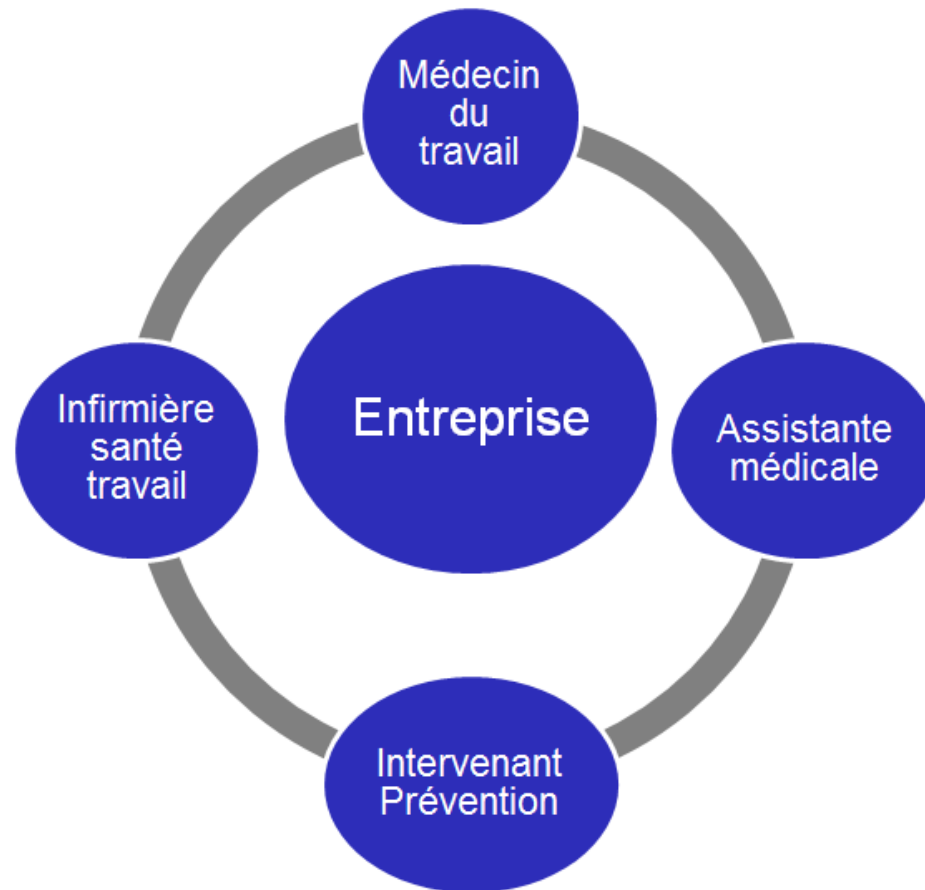 Médecin
du
travail
Entreprise
Infirmière
santé
travail
Assistante
médicale
Intervenant
Prévention